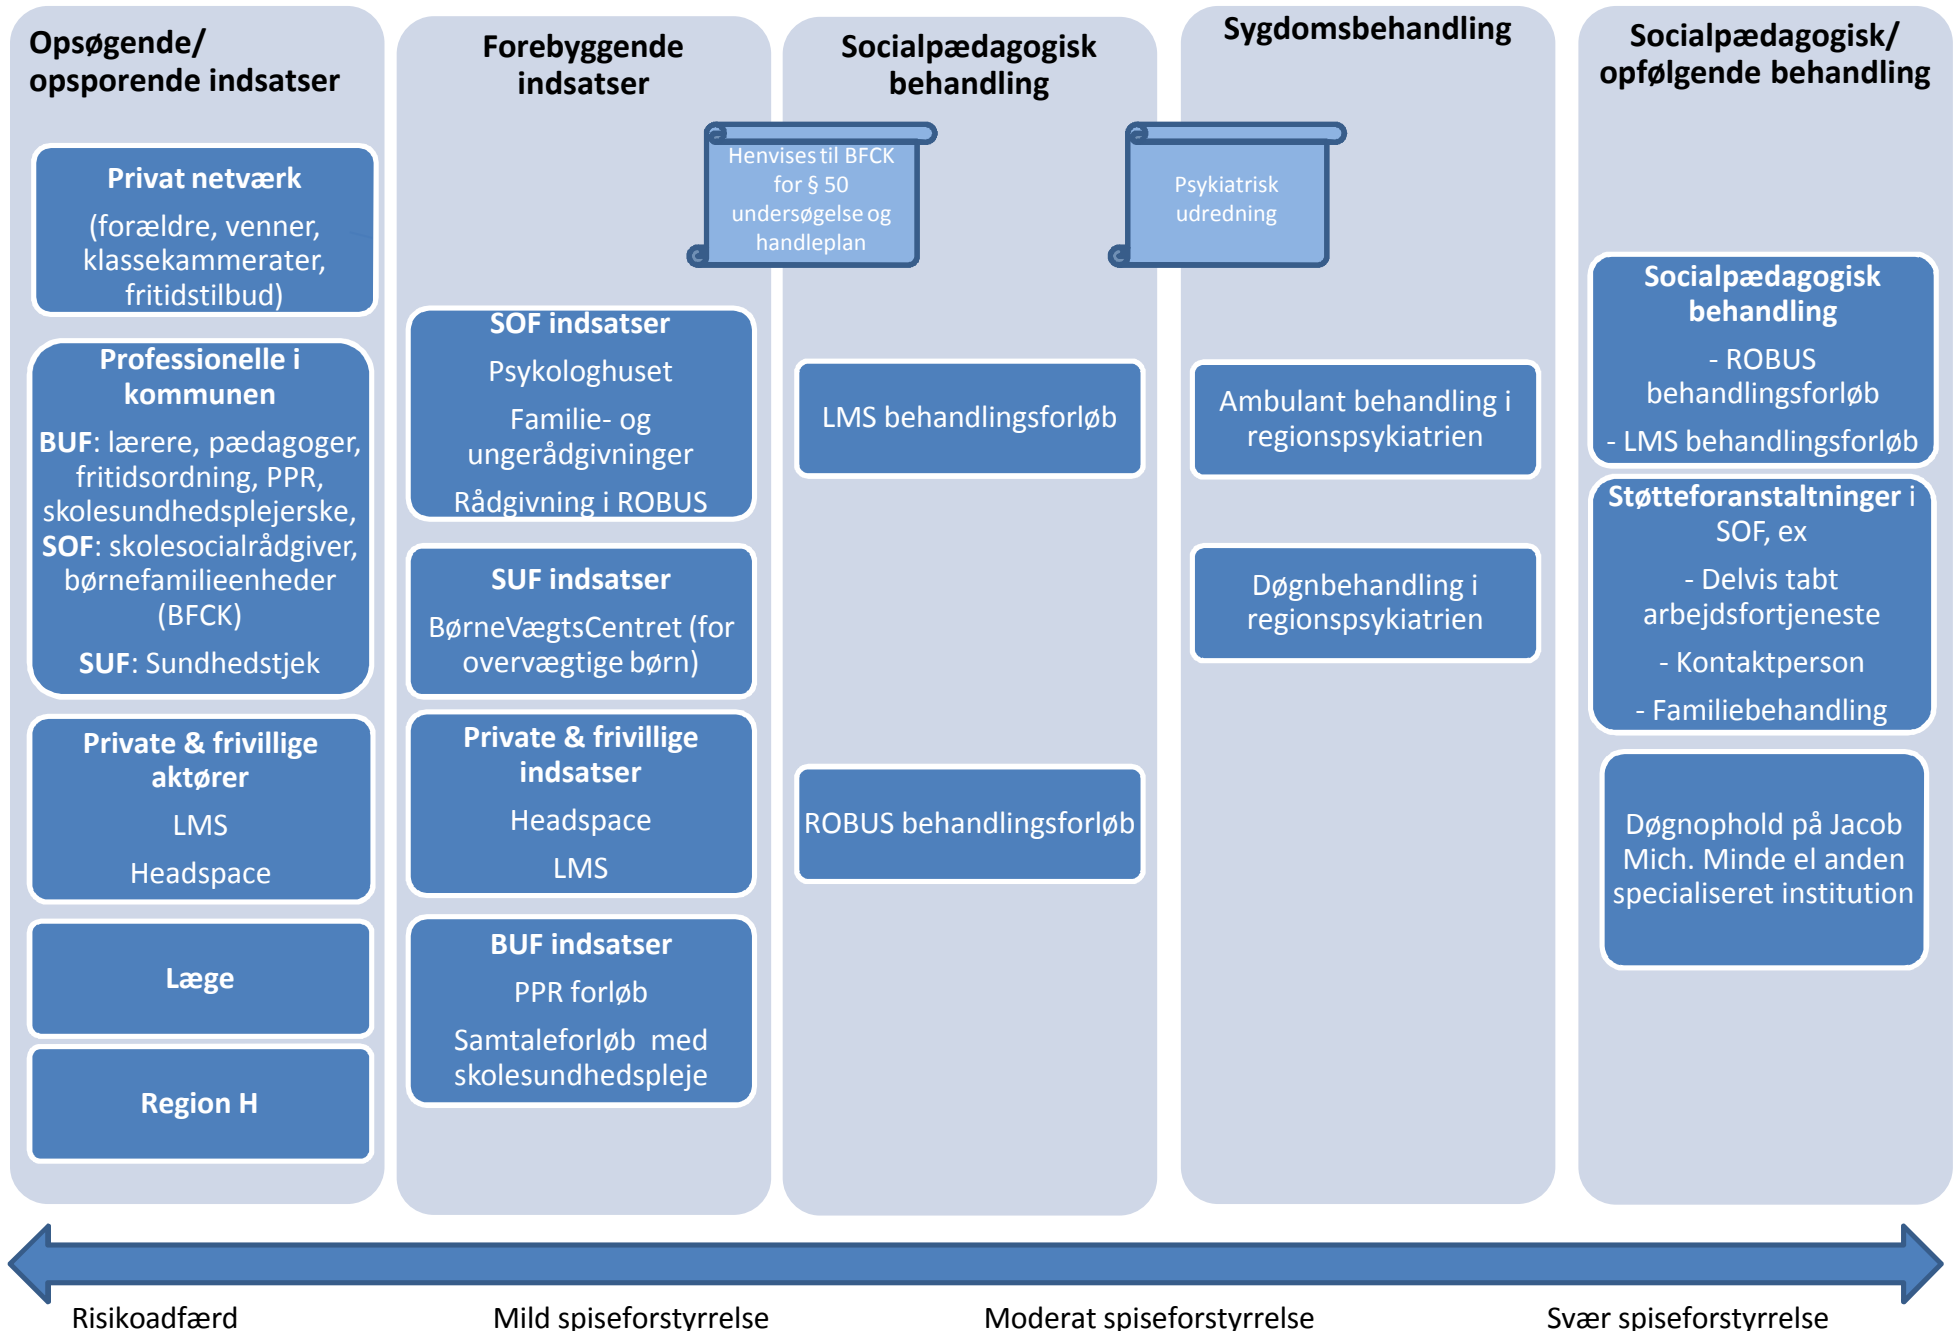 Opsøgende/
opsporende indsatser
Privat netværk
(forældre, venner,
klassekammerater,
fritidstilbud)
Professionelle i
kommunen
BUF: lærere, pædagoger,
fritidsordning, PPR,
skolesundhedsplejerske,
SOF: skolesocialrådgiver,
børnefamilieenheder
(BFCK)
SUF: Sundhedstjek
Private & frivillige
aktører
LMS
Headspace
Læge
Region H
Forebyggende
indsatser
Henvises til BFCK
for § 50
undersøgelse og
handleplan
SOF indsatser
Psykologhuset
Familie- og
ungerådgivninger
Rådgivning i ROBUS
SUF indsatser
BørneVægtsCentret (for
overvægtige børn)
Private & frivillige
indsatser
Headspace
LMS
BUF indsatser
PPR forløb
Samtaleforløb med
skolesundhedspleje
Socialpædagogisk
behandling
LMS behandlingsforløb
ROBUS behandlingsforløb
Sygdomsbehandling
Psykiatrisk
udredning
Ambulant behandling i
regionspsykiatrien
Døgnbehandling i
regionspsykiatrien
Socialpædagogisk/
opfølgende behandling
Socialpædagogisk
behandling
- ROBUS
behandlingsforløb
- LMS behandlingsforløb
Støtteforanstaltninger i
SOF, ex
- Delvis tabt
arbejdsfortjeneste
- Kontaktperson
- Familiebehandling
Døgnophold på Jacob
Mich. Minde el anden
specialiseret institution
Risikoadfærd
Mild spiseforstyrrelse
Moderat spiseforstyrrelse
Svær spiseforstyrrelse